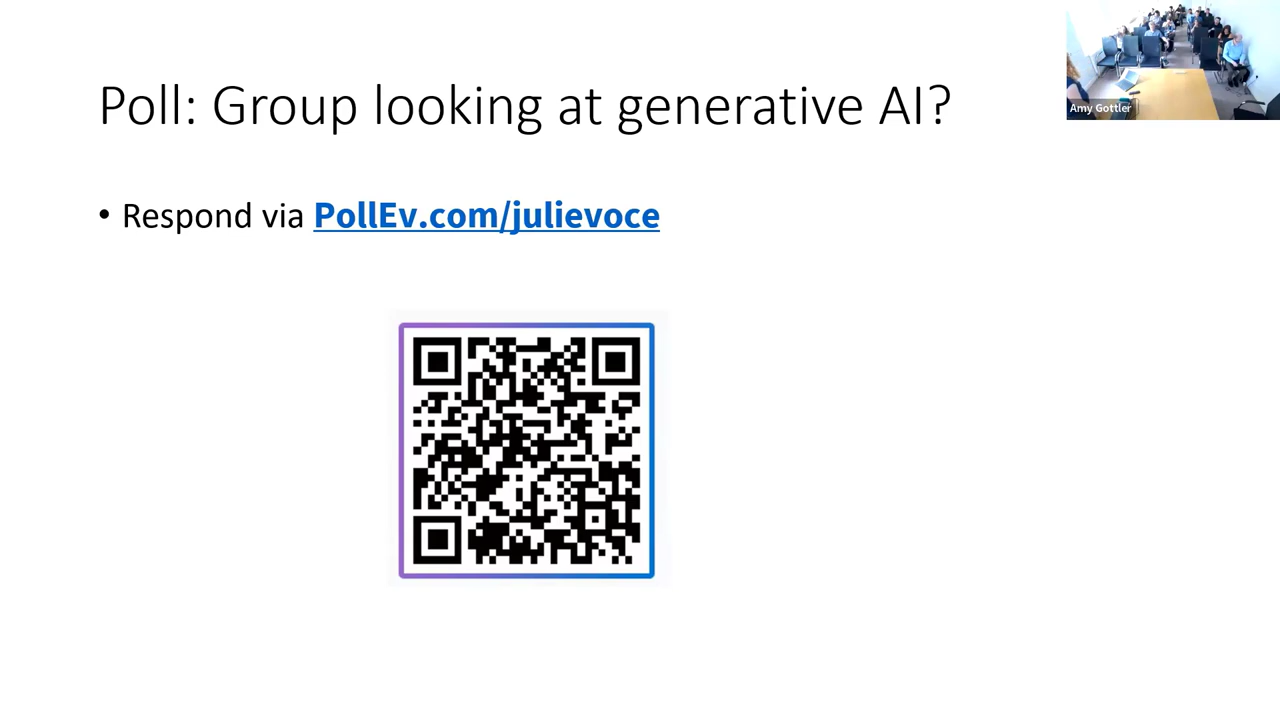 Poll: Group looking at generative AI?
• Respond via PollEv.com/julievoce
Amy Gottler